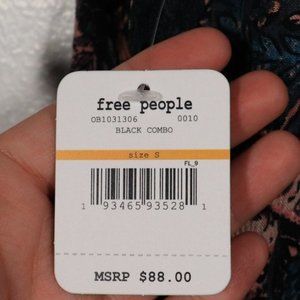 free people
OB1031306 0010
BLACK COMBO
size S
FL_9
1 93465 93528 1
MSRP $88.00